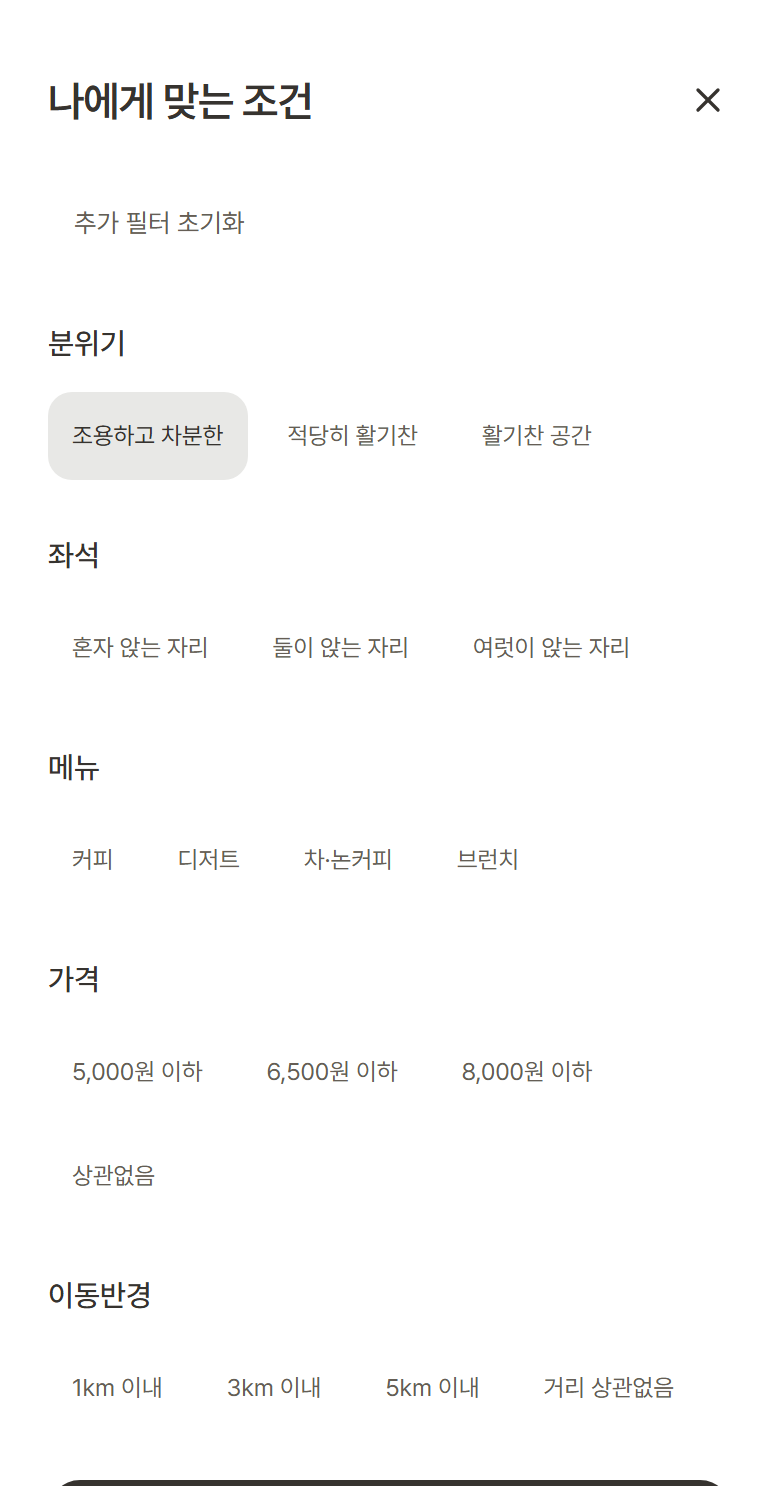 나에게 맞는 조건
추가 필터 초기화
분위기
조용하고 차분한 적당히 활기찬 활기찬 공간
좌석
혼자 앉는 자리 둘이 앉는 자리 여럿이 앉는 자리
메뉴
커피 디저트 차·논커피 브런치
가격
5,000원 이하 6,500원 이하 8,000원 이하
상관없음
이동반경
1km 이내 3km 이내 5km 이내 거리 상관없음